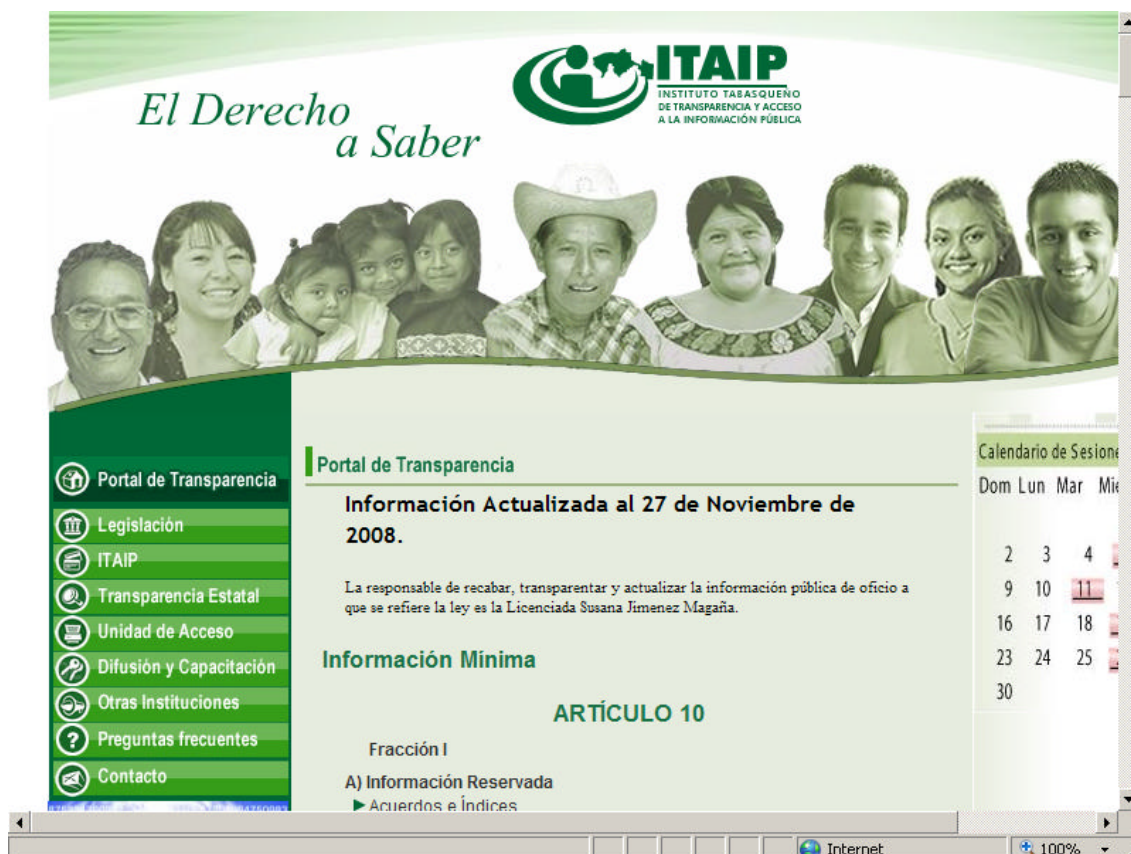 El Derecho
a Saber
ITAIP
INSTITUTO TABASQUEÑO
DE TRANSPARENCIA Y ACCESO
A LA INFORMACIÓN PÚBLICA
Portal de Transparencia
Legislación
ITAIP
Transparencia Estatal
Unidad de Acceso
Difusión y Capacitación
Otras Instituciones
Preguntas frecuentes
Contacto
Portal de Transparencia
Información Actualizada al 27 de Noviembre de
2008.
La responsable de recabar, transparentar y actualizar la información pública de oficio a
que se refiere la ley es la Licenciada Susana Jimenez Magaña.
Información Mínima
ARTÍCULO 10
Fracción I
A) Información Reservada
Acuerdos e Índices
Calendario de Sesione
Dom Lun Mar Mie
2 3 4
9 10 11
16 17 18
23 24 25
30
Internet
100%